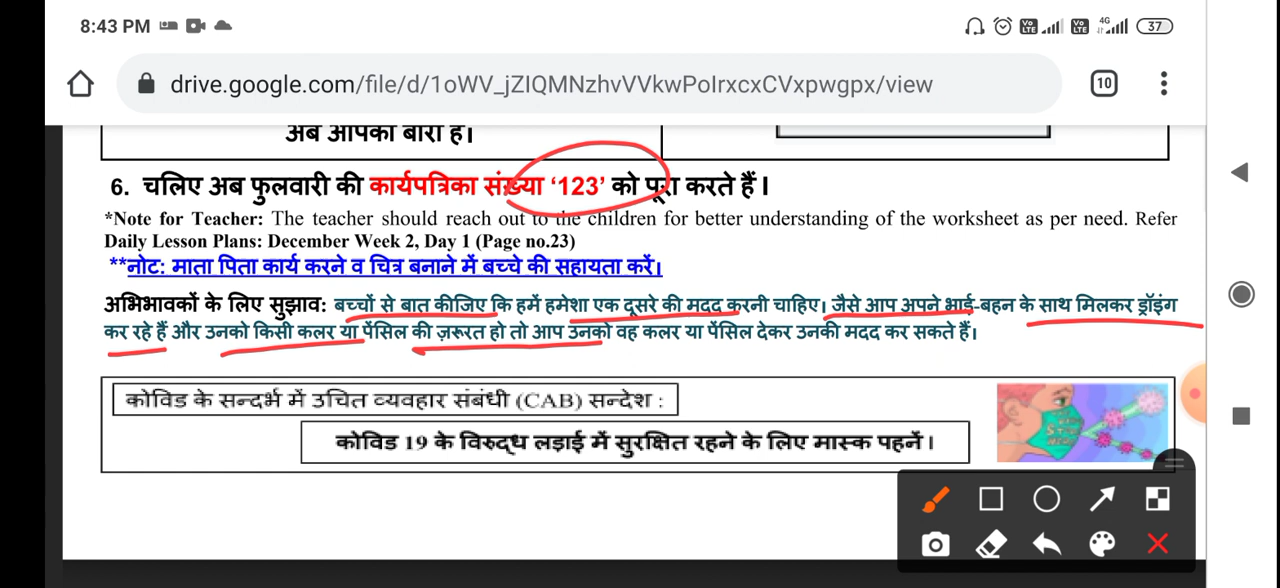 8:43 PM
4G 37
drive.google.com/file/d/1oWV_jZIQMNzhvVVkwPoIrxcxCVxpwgpx/view
10
अब आपकी बारी है।
6. चलिए अब फुलवारी की कार्यपत्रिका संख्या ‘123’ को पूरा करते हैं I
*Note for Teacher: The teacher should reach out to the children for better understanding of the worksheet as per need. Refer
Daily Lesson Plans: December Week 2, Day 1 (Page no.23)
**नोट: माता पिता कार्य करने व चित्र बनाने में बच्चे की सहायता करें।
अभिभावकों के लिए सुझाव: बच्चों से बात कीजिए कि हमें हमेशा एक दूसरे की मदद करनी चाहिए। जैसे आप अपने भाई-बहन के साथ मिलकर ड्रॉइंग
कर रहे हैं और उनको किसी कलर या पेंसिल की ज़रूरत हो तो आप उनको वह कलर या पेंसिल देकर उनकी मदद कर सकते हैं।
कोविड के सन्दर्भ में उचित व्यवहार संबंधी (CAB) सन्देश :
कोविड 19 के विरुद्ध लड़ाई में सुरक्षित रहने के लिए मास्क पहनें।